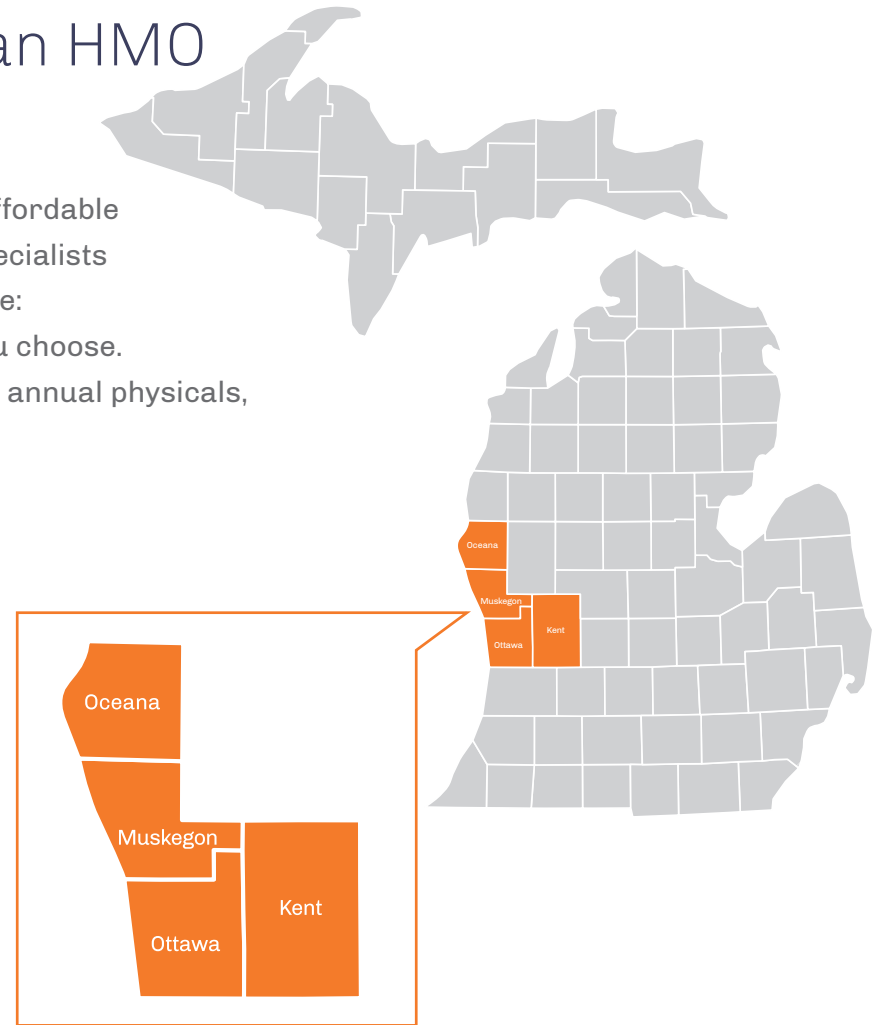 an HMO
ffordable
ecialists
e:
u choose.
annual physicals,
Oceana
Muskegon
Kent
Ottawa
Oceana
Muskegon
Kent
Ottawa